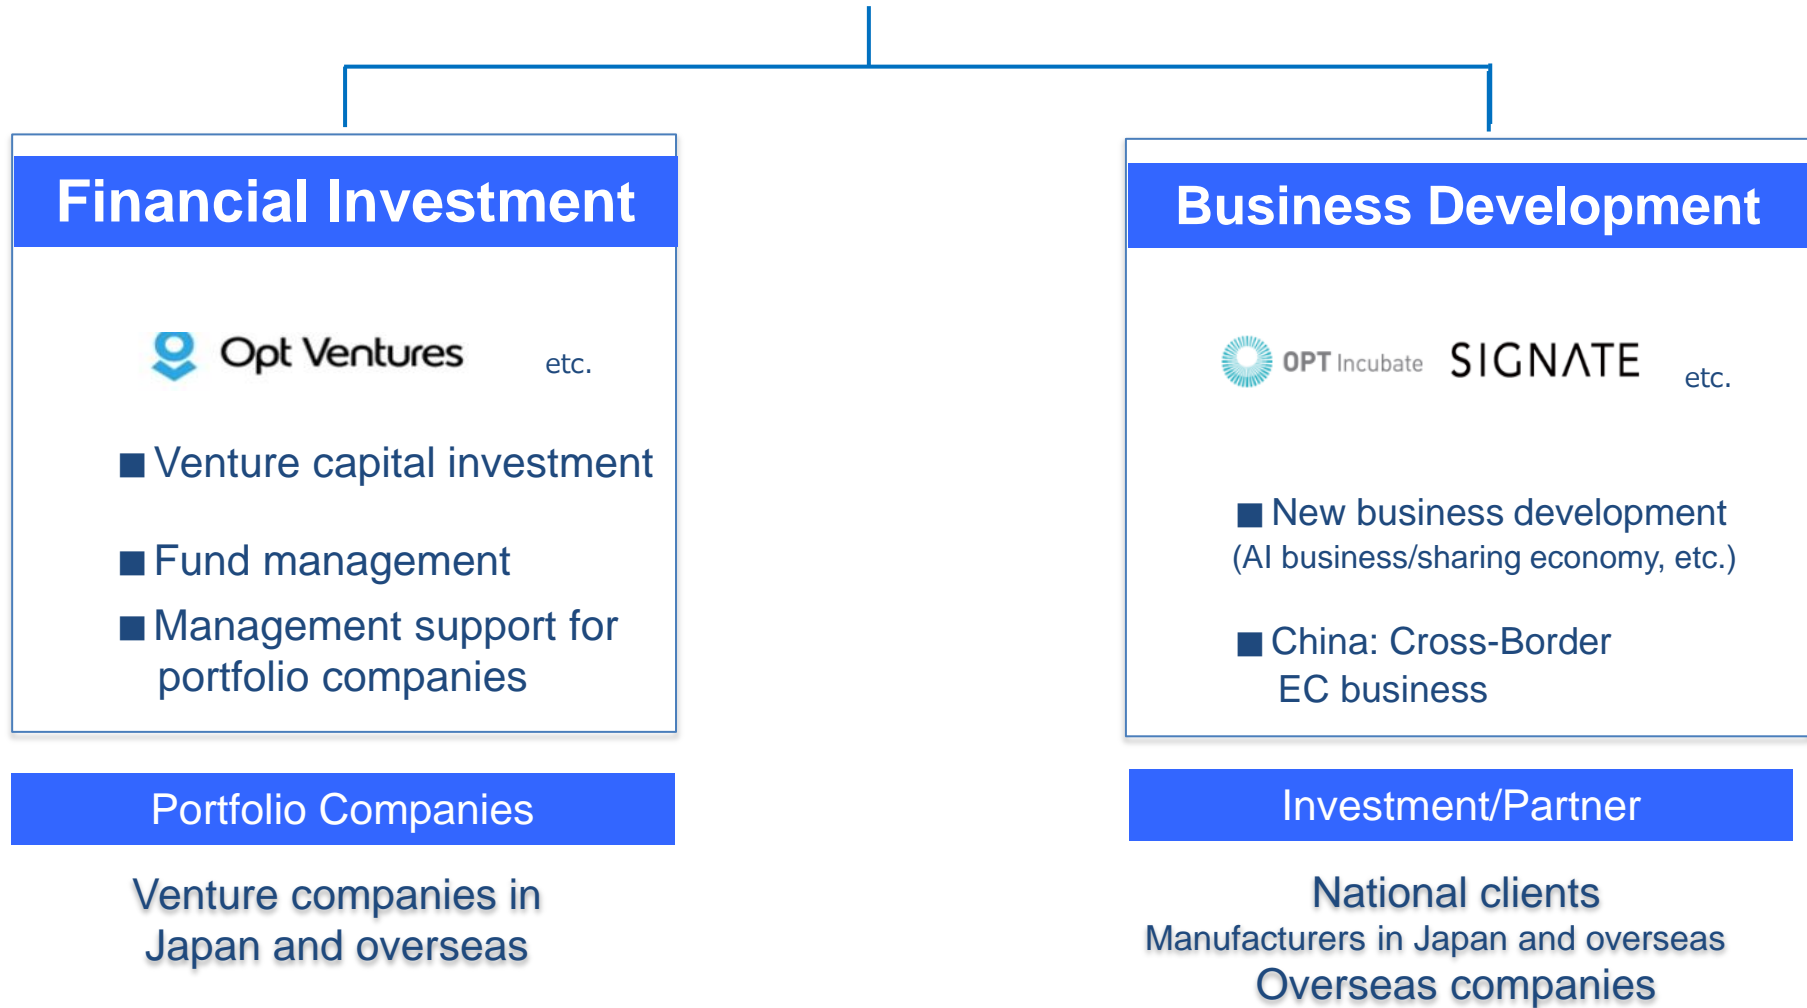 Financial Investment
Opt Ventures
etc.
■ Venture capital investment
■ Fund management
■ Management support for
portfolio companies
Portfolio Companies
Venture companies in
Japan and overseas
Business Development
OPT Incubate
SIGNATE
etc.
■ New business development
(AI business/sharing economy, etc.)
■ China: Cross-Border
EC business
Investment/Partner
National clients
Manufacturers in Japan and overseas
Overseas companies